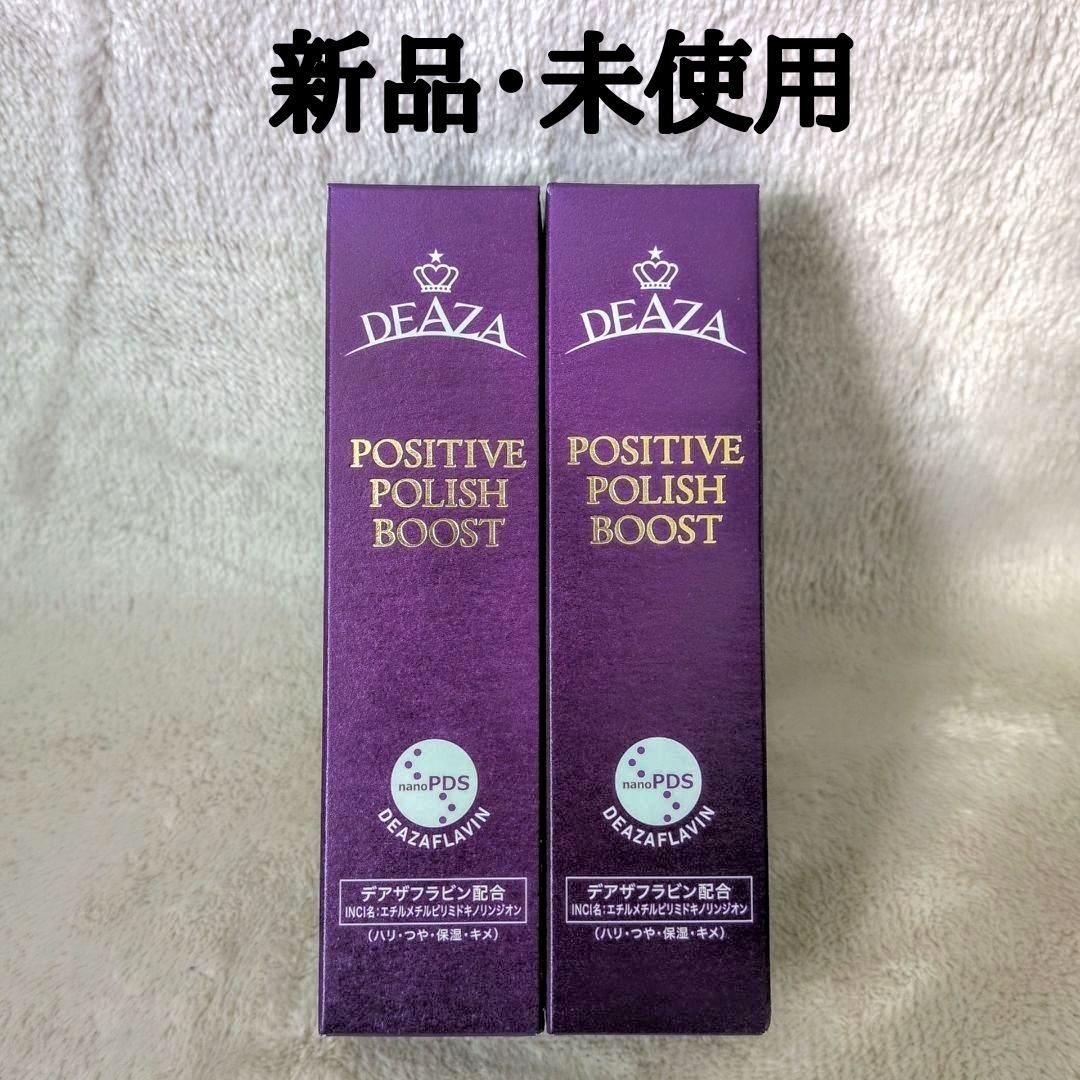 新品・未使用
DEAZA
POSITIVE
POLISH
BOOST
nanoPDS
DEAZAFLAVIN
デアザフラビン配合
INCI名:エチルメチルピリミドキノリンジオン
(ハリ・つや・保湿・キメ)
DEAZA
POSITIVE
POLISH
BOOST
nanoPDS
DEAZAFLAVIN
デアザフラビン配合
INCI名:エチルメチルピリミドキノリンジオン
(ハリ・つや・保湿・キメ)